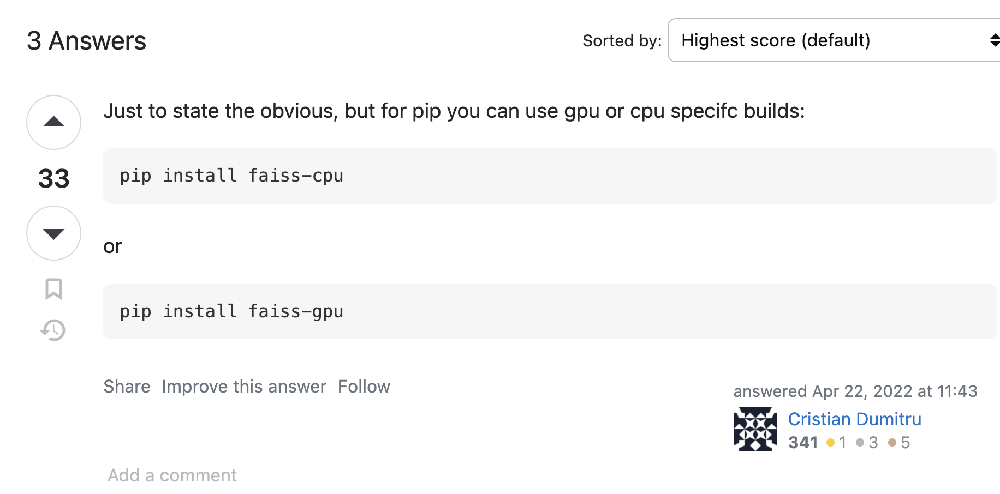 3 Answers
Sorted by: Highest score (default)
Just to state the obvious, but for pip you can use gpu or cpu specifc builds:
33
pip install faiss-cpu
or
pip install faiss-gpu
Share Improve this answer Follow
answered Apr 22, 2022 at 11:43
Cristian Dumitru
341 1 3 5
Add a comment